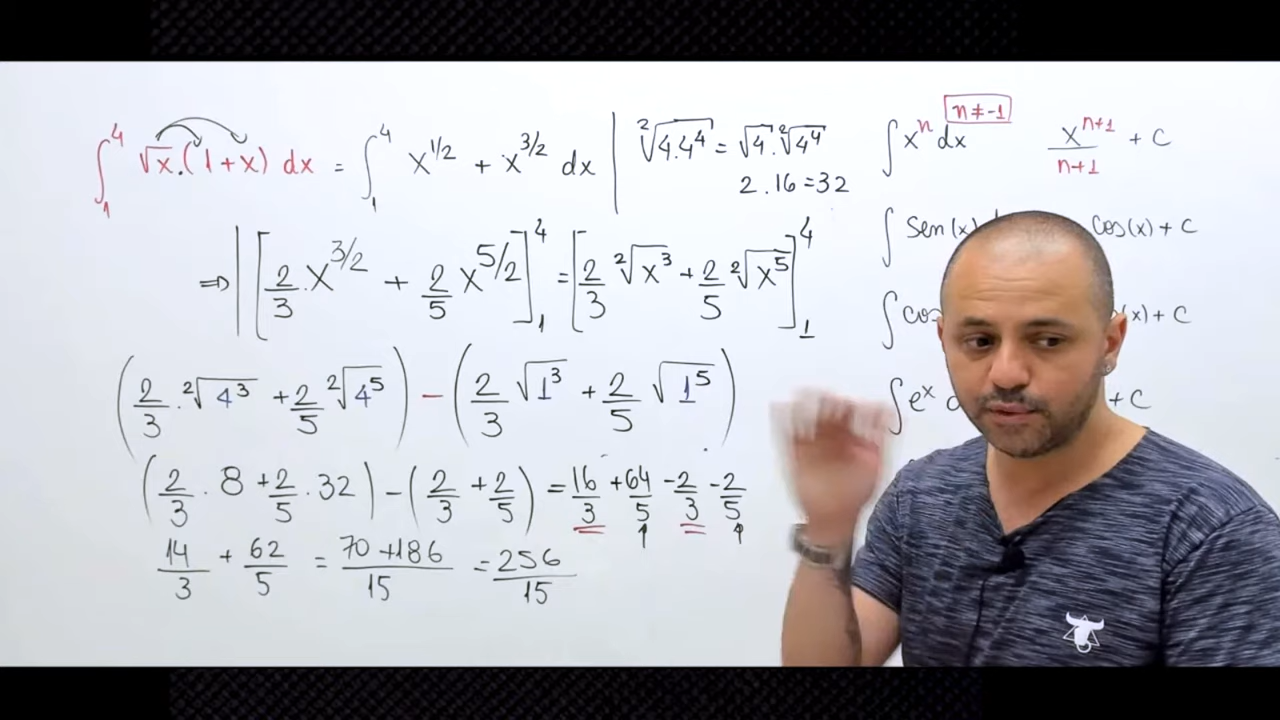 ∫₁⁴ √x.(1+x) dx = ∫₁⁴ x^{1/2} + x^{3/2} dx
²√(4.4⁴) = √4.²√(4⁴)
2.16=32
⇒ [2/3.x^{3/2} + 2/5 x^{5/2}]₁⁴ = [2/3 ²√(x³) + 2/5 ²√(x⁵)]₁⁴
(2/3.²√(4³) + 2/5 ²√(4⁵)) - (2/3 √(1³) + 2/5 √(1⁵))
(2/3.8 + 2/5.32) - (2/3 + 2/5) = 16/3 + 64/5 - 2/3 - 2/5
14/3 + 62/5 = (70+186)/15 = 256/15
n≠-1
∫xⁿ dx x^{n+1}/(n+1) + C
∫ Sen(x) cos(x) + C
∫ (x) + C
∫ eˣ + C